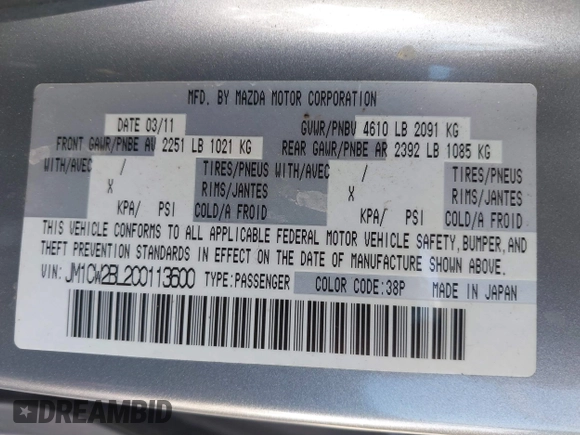 MFD. BY MAZDA MOTOR CORPORATION
DATE 03/11 GVWR/PNBV 4610 LB 2091 KG
FRONT GAWR/PNBE AV 2251 LB 1021 KG REAR GAWR/PNBE AR 2392 LB 1085 KG
WITH/AVEC / TIRES/PNEUS WITH/AVEC / TIRES/PNEUS
X RIMS/JANTES X RIMS/JANTES
KPA/ PSI COLD/A FROID KPA/ PSI COLD/A FROID
THIS VEHICLE CONFORMS TO ALL APPLICABLE FEDERAL MOTOR VEHICLE SAFETY, BUMPER, AND
THEFT PREVENTION STANDARDS IN EFFECT ON THE DATE OF MANUFACTURE SHOWN ABOVE.
VIN: JM1CW2BL2C0113600 TYPE:PASSENGER COLOR CODE:38P MADE IN JAPAN
DREAMBID